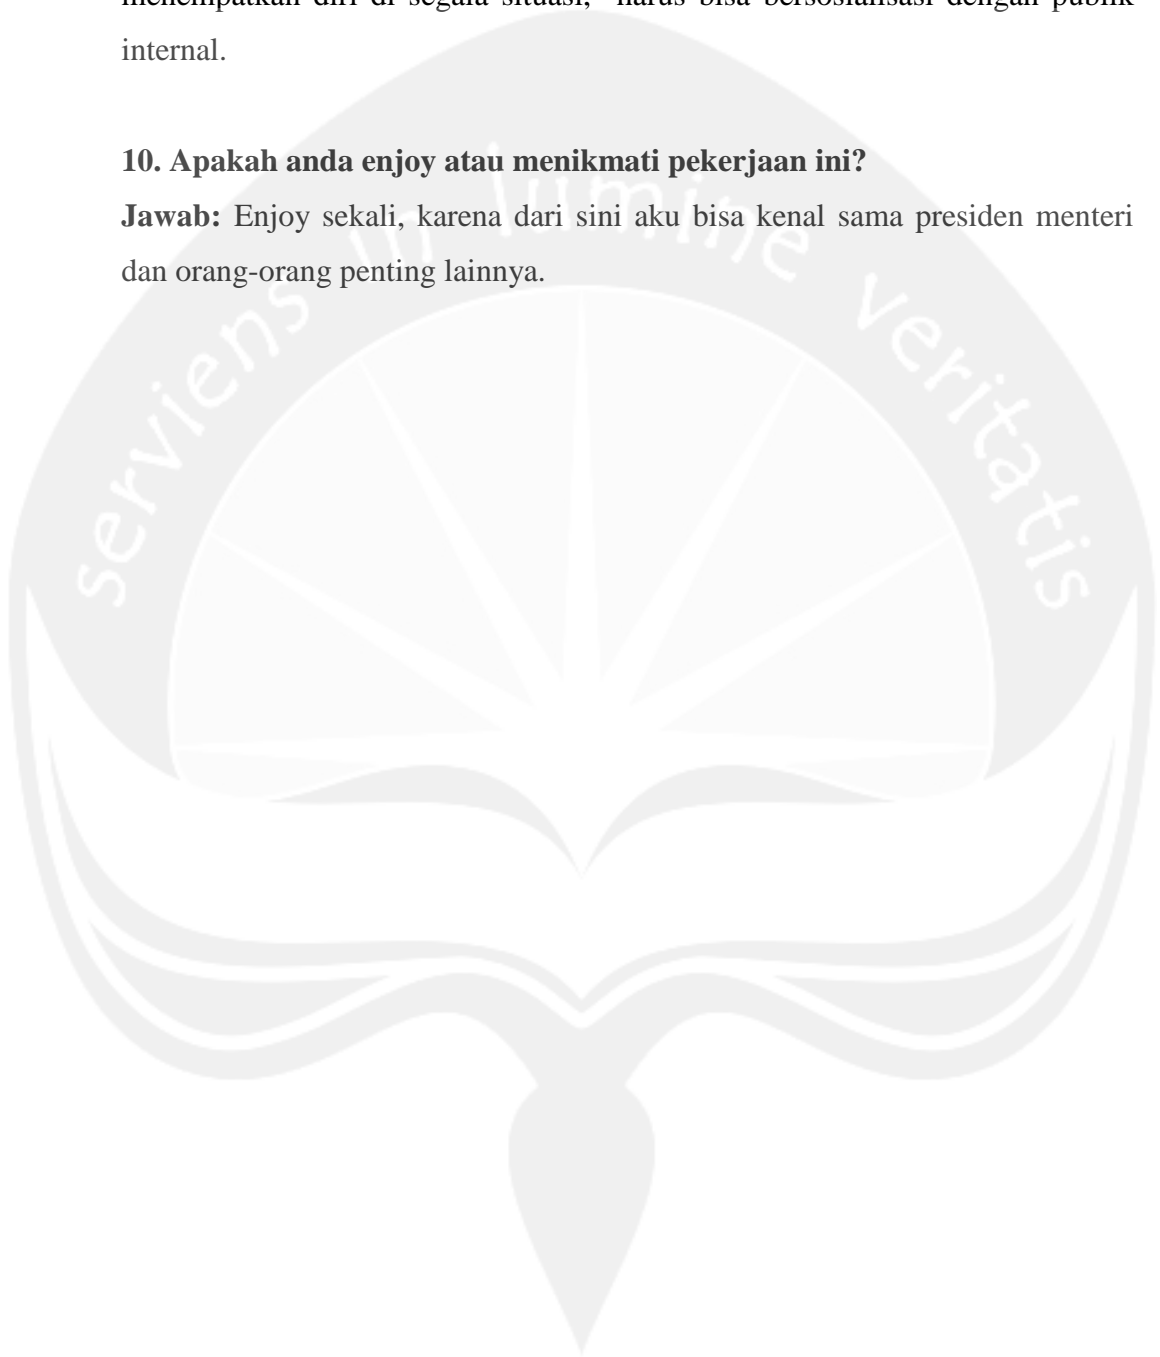 menempatkan diri di segala situasi, harus bisa bersosialisasi dengan publik
internal.
10. Apakah anda enjoy atau menikmati pekerjaan ini?
Jawab: Enjoy sekali, karena dari sini aku bisa kenal sama presiden menteri
dan orang-orang penting lainnya.
serviens in lumine veritatis